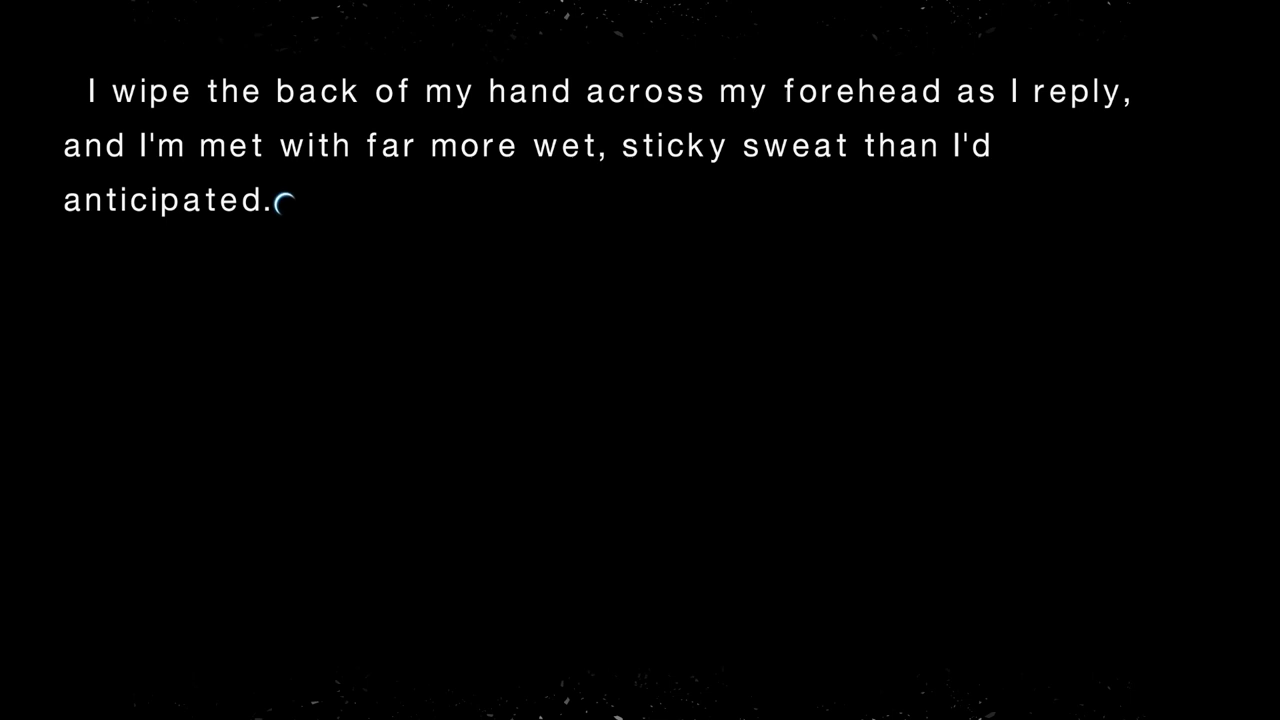 I wipe the back of my hand across my forehead as I reply,
and I'm met with far more wet, sticky sweat than I'd
anticipated.